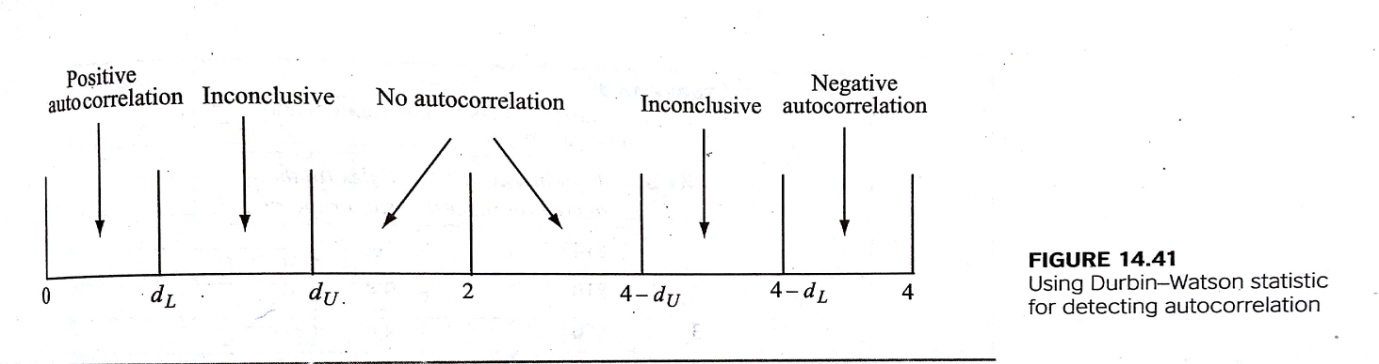 Positive
autocorrelation
Inconclusive
No autocorrelation
Inconclusive
Negative
autocorrelation
0
d_L
d_U
2
4 – d_U
4 – d_L
4
FIGURE 14.41
Using Durbin–Watson statistic
for detecting autocorrelation